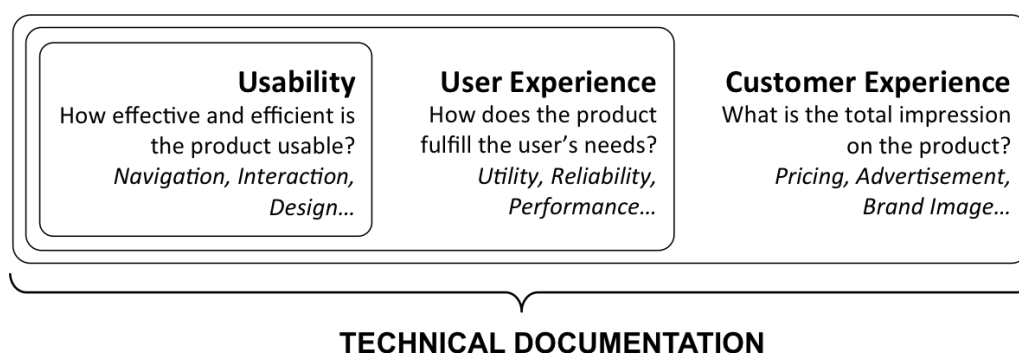 Usability
How effective and efficient is
the product usable?
Navigation, Interaction,
Design...
User Experience
How does the product
fulfill the user's needs?
Utility, Reliability,
Performance...
Customer Experience
What is the total impression
on the product?
Pricing, Advertisement,
Brand Image...
TECHNICAL DOCUMENTATION